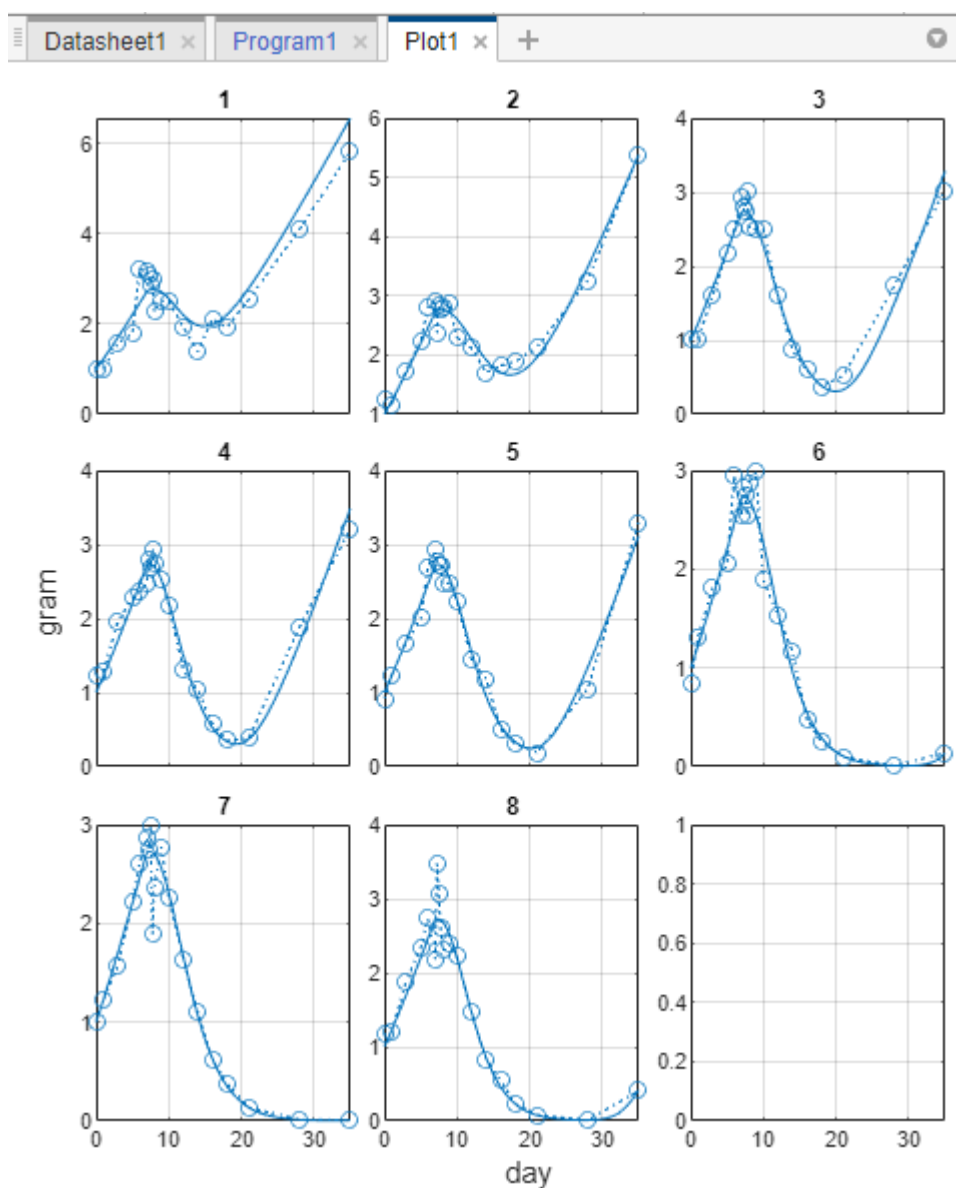 Datasheet1 × Program1 × Plot1 × +
1 2 3
6 4 2 0
6 5 4 3 2 1
4 3 2 1 0
4 5 6
4 3 2 1 0
4 3 2 1 0
3 2 1 0
gram
7 8
3 2 1 0
4 3 2 1 0
1 0.8 0.6 0.4 0.2 0
0 10 20 30 0 10 20 30 0 10 20 30
day